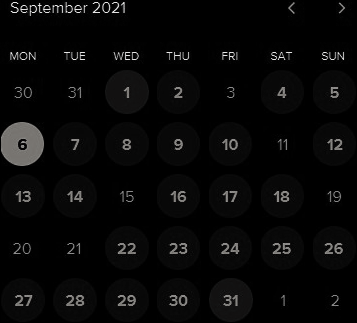 September 2021 < >
MON TUE WED THU FRI SAT SUN
30 31 1 2 3 4 5
6 7 8 9 10 11 12
13 14 15 16 17 18 19
20 21 22 23 24 25 26
27 28 29 30 31 1 2